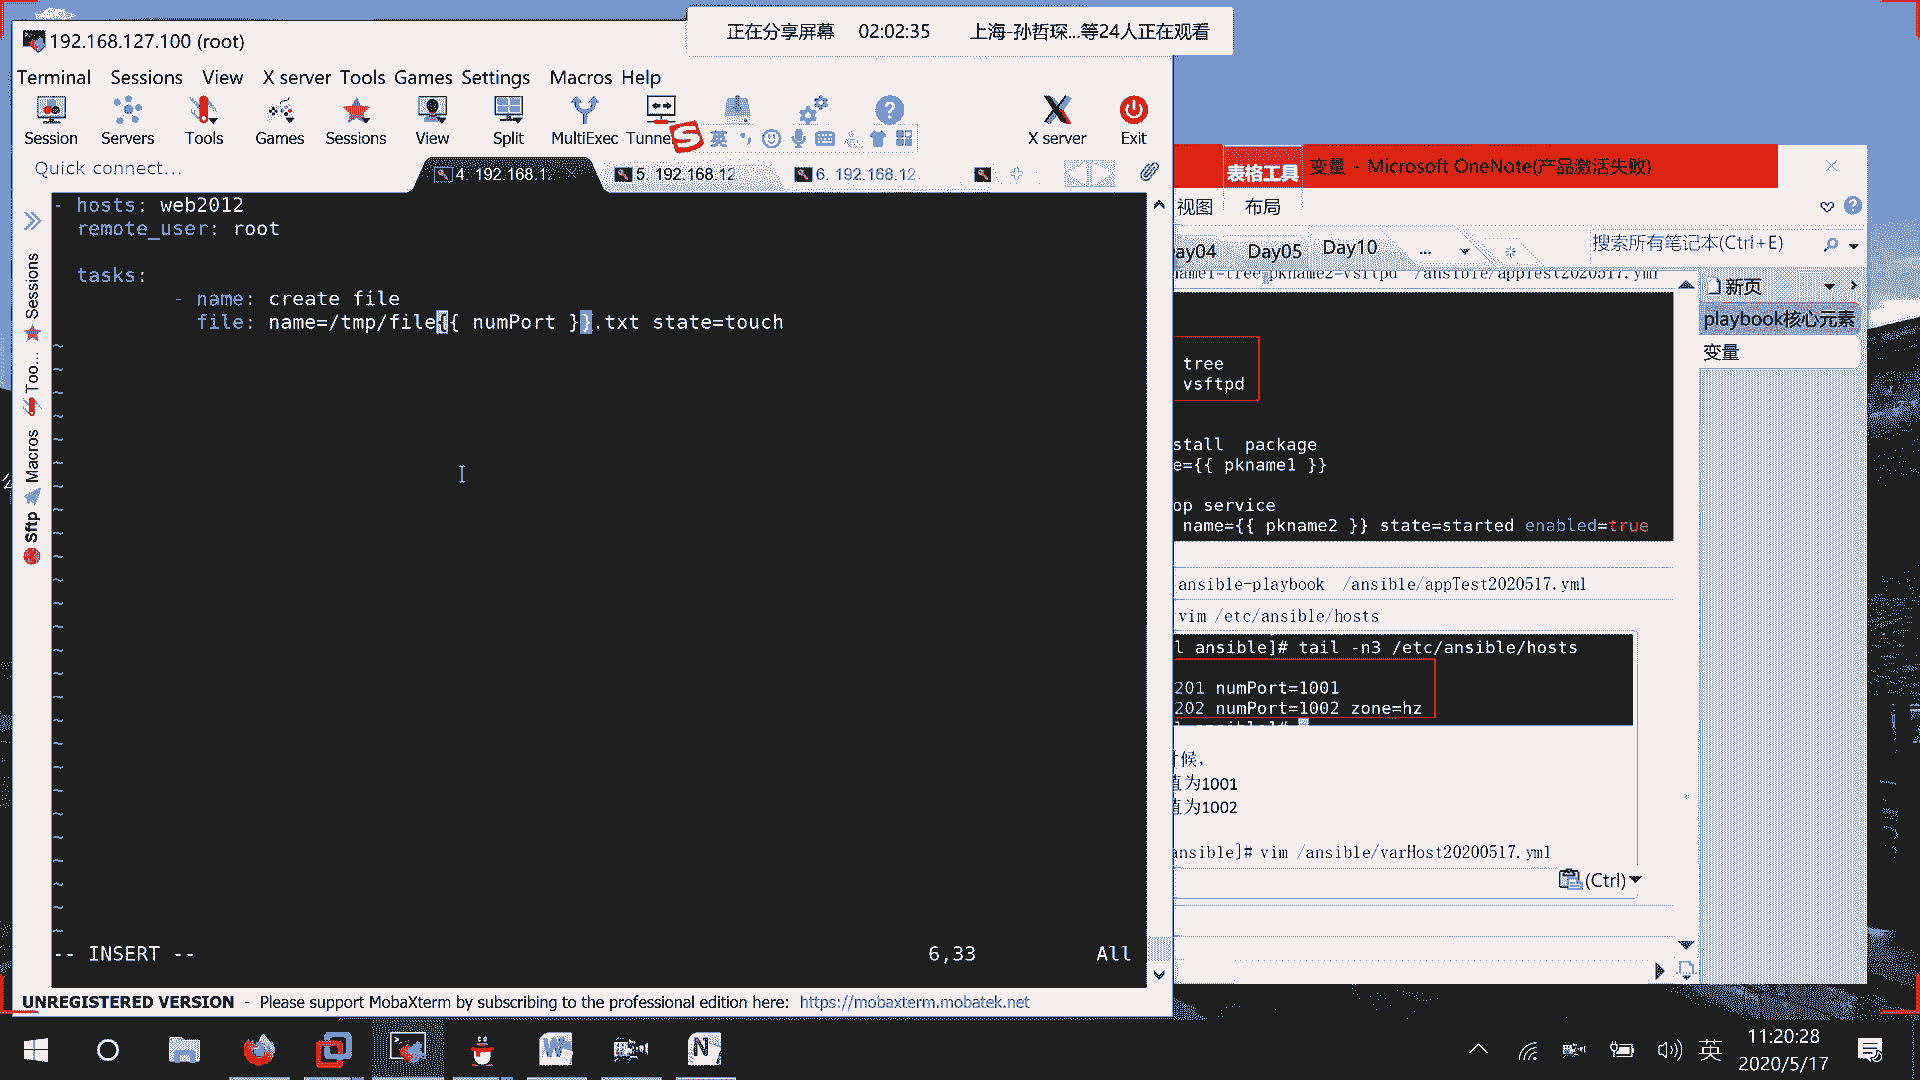 正在分享屏幕 02:02:35 上海-孙哲琛...等24人正在观看
192.168.127.100 (root)
Terminal Sessions View X server Tools Games Settings Macros Help
Session Servers Tools Games Sessions View Split MultiExec Tunne X server Exit
英
Quick connect...
4. 192.168.1 5. 192.168.12 6. 192.168.12
Sessions
Too...
Macros
Sftp
- hosts: web2012
remote_user: root
tasks:
- name: create file
file: name=/tmp/file{{ numPort }}.txt state=touch
-- INSERT -- 6,33 All
UNREGISTERED VERSION - Please support MobaXterm by subscribing to the professional edition here: https://mobaxterm.mobatek.net
表格工具 变量 - Microsoft OneNote(产品激活失败)
视图 布局
ay04 Day05 Day10 ... 搜索所有笔记本(Ctrl+E)
name1-tree pkname2-vsftpd /ansible/appTest2020517.yml
新页
playbook核心元素
变量
tree
vsftpd
stall package
e={{ pkname1 }}
op service
name={{ pkname2 }} state=started enabled=true
ansible-playbook /ansible/appTest2020517.yml
vim /etc/ansible/hosts
l ansible]# tail -n3 /etc/ansible/hosts
201 numPort=1001
202 numPort=1002 zone=hz
候,
值为1001
值为1002
ansible]# vim /ansible/varHost20200517.yml
(Ctrl)
英 11:20:28
2020/5/17